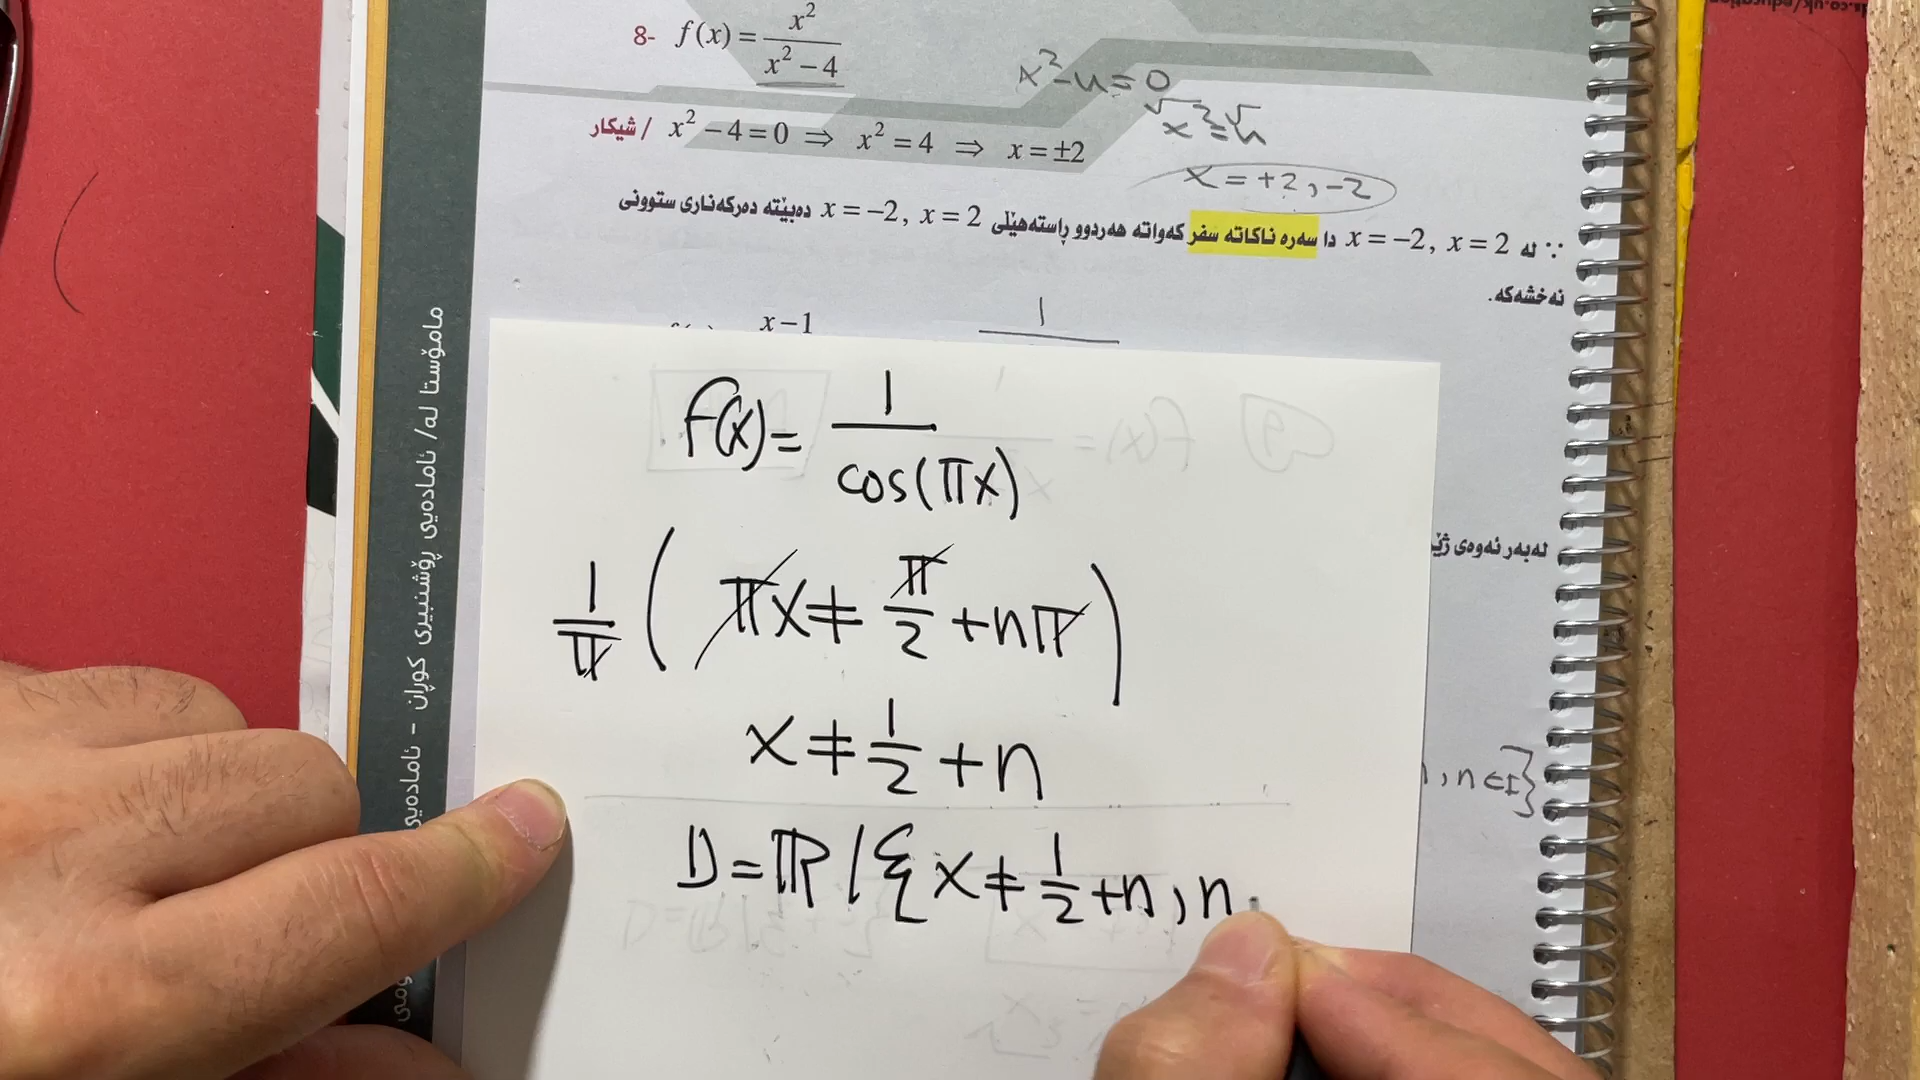 8- f(x) = x² / (x² − 4)
x² − 4 = 0
√x² = √4
شیکار / x² − 4 = 0 ⇒ x² = 4 ⇒ x = ±2
x = +2, −2
∵ لە x = −2, x = 2 دا سەرە ناکاتە سفر کەواتە هەردوو ڕاستەهێلی x = −2, x = 2 دەبێتە دەرکەناری ستوونی
نەخشەکە.
x − 1
1
f(x) = 1 / cos(πx)
لەبەر ئەوەی
1/π ( πx ≠ π/2 + nπ )
x ≠ 1/2 + n
, n ∈ I}
D = ℝ / { x ≠ 1/2 + n, n
مامۆستا لە/ ئامادەیی ڕۆشنبیری کوڕان - ئامادەیی